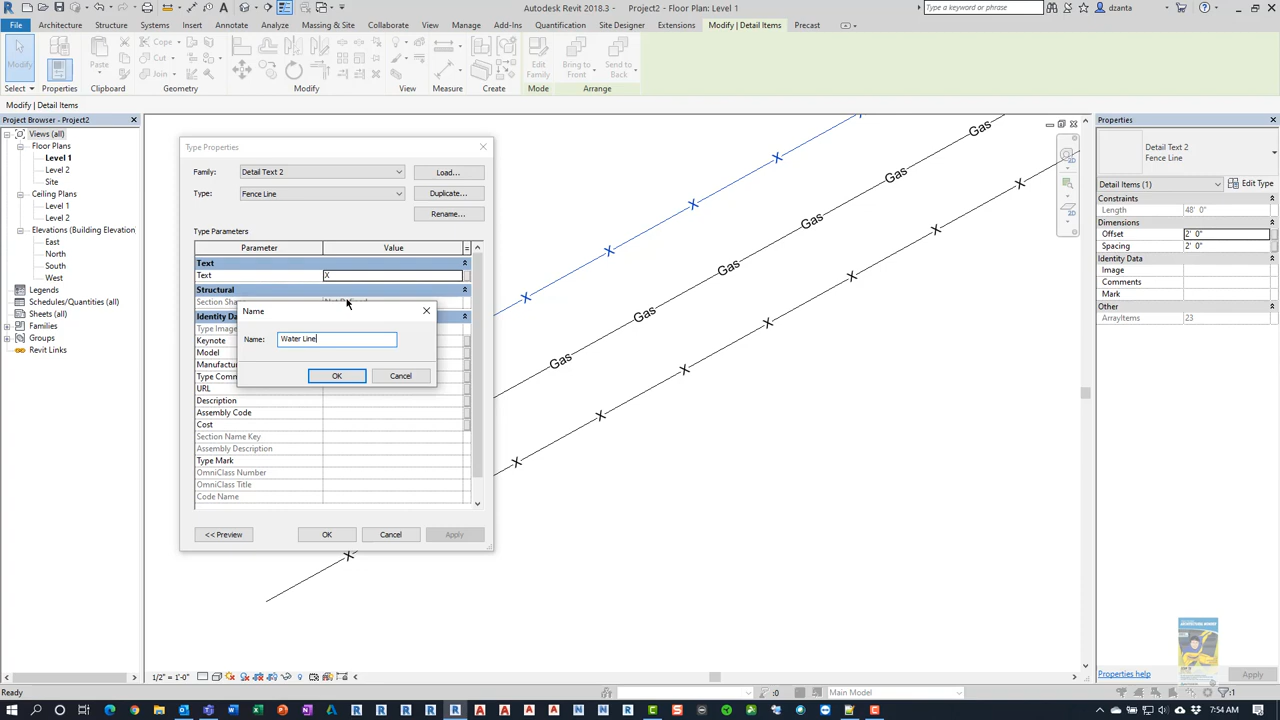 Autodesk Revit 2018.3 - Project2 - Floor Plan: Level 1
Type a keyword or phrase
dzanta
File
Architecture
Structure
Systems
Insert
Annotate
Analyze
Massing & Site
Collaborate
View
Manage
Add-Ins
Quantification
Site Designer
Extensions
Modify | Detail Items
Precast
Modify
Paste
Cope
Cut
Join
Edit
Family
Bring to
Front
Send to
Back
Select
Properties
Clipboard
Geometry
Modify
View
Measure
Create
Mode
Arrange
Modify | Detail Items
Project Browser - Project2
Views (all)
Floor Plans
Level 1
Level 2
Site
Ceiling Plans
Level 1
Level 2
Elevations (Building Elevation
East
North
South
West
Legends
Schedules/Quantities (all)
Sheets (all)
Families
Groups
Revit Links
Type Properties
Family:
Detail Text 2
Load...
Type:
Fence Line
Duplicate...
Rename...
Type Parameters
Parameter
Value
=
Text
Text
X
Structural
Identity Da
Type Image
Keynote
Model
Manufactu
Type Comm
URL
Description
Assembly Code
Cost
Section Name Key
Assembly Description
Type Mark
OmniClass Number
OmniClass Title
Code Name
<< Preview
OK
Cancel
Apply
Name
Name:
Water Line
OK
Cancel
X
X
X
X
X
Gas
Gas
Gas
Gas
Gas
Gas
X
X
X
X
X
X
X
X
Properties
Detail Text 2
Fence Line
Detail Items (1)
Edit Type
Constraints
Length
48' 0"
Dimensions
Offset
2' 0"
Spacing
2' 0"
Identity Data
Image
Comments
Mark
Other
ArrayItems
23
Properties help
Apply
1/2" = 1'-0"
Ready
:0
Main Model
:1
7:54 AM